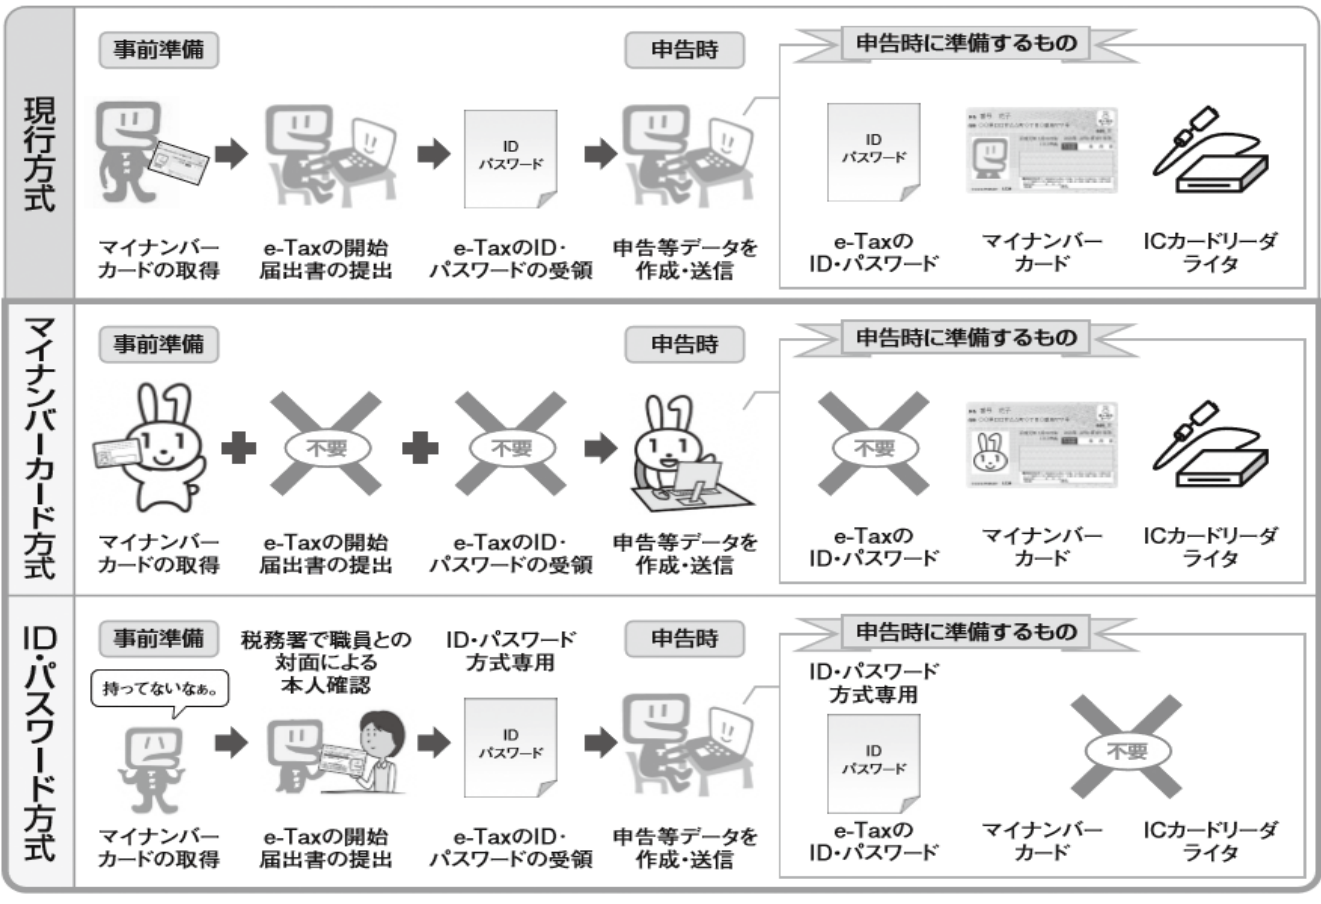 現行方式
事前準備
申告時
申告時に準備するもの
ID
パスワード
ID
パスワード
マイナンバー
カードの取得
e-Taxの開始
届出書の提出
e-TaxのID・
パスワードの受領
申告等データを
作成・送信
e-Taxの
ID・パスワード
マイナンバー
カード
ICカードリーダ
ライタ
マイナンバーカード方式
事前準備
申告時
申告時に準備するもの
不要
不要
不要
マイナンバー
カードの取得
e-Taxの開始
届出書の提出
e-TaxのID・
パスワードの受領
申告等データを
作成・送信
e-Taxの
ID・パスワード
マイナンバー
カード
ICカードリーダ
ライタ
ID・パスワード方式
事前準備
持ってないなぁ。
税務署で職員との
対面による
本人確認
ID・パスワード
方式専用
申告時
申告時に準備するもの
ID・パスワード
方式専用
ID
パスワード
ID
パスワード
不要
マイナンバー
カードの取得
e-Taxの開始
届出書の提出
e-TaxのID・
パスワードの受領
申告等データを
作成・送信
e-Taxの
ID・パスワード
マイナンバー
カード
ICカードリーダ
ライタ